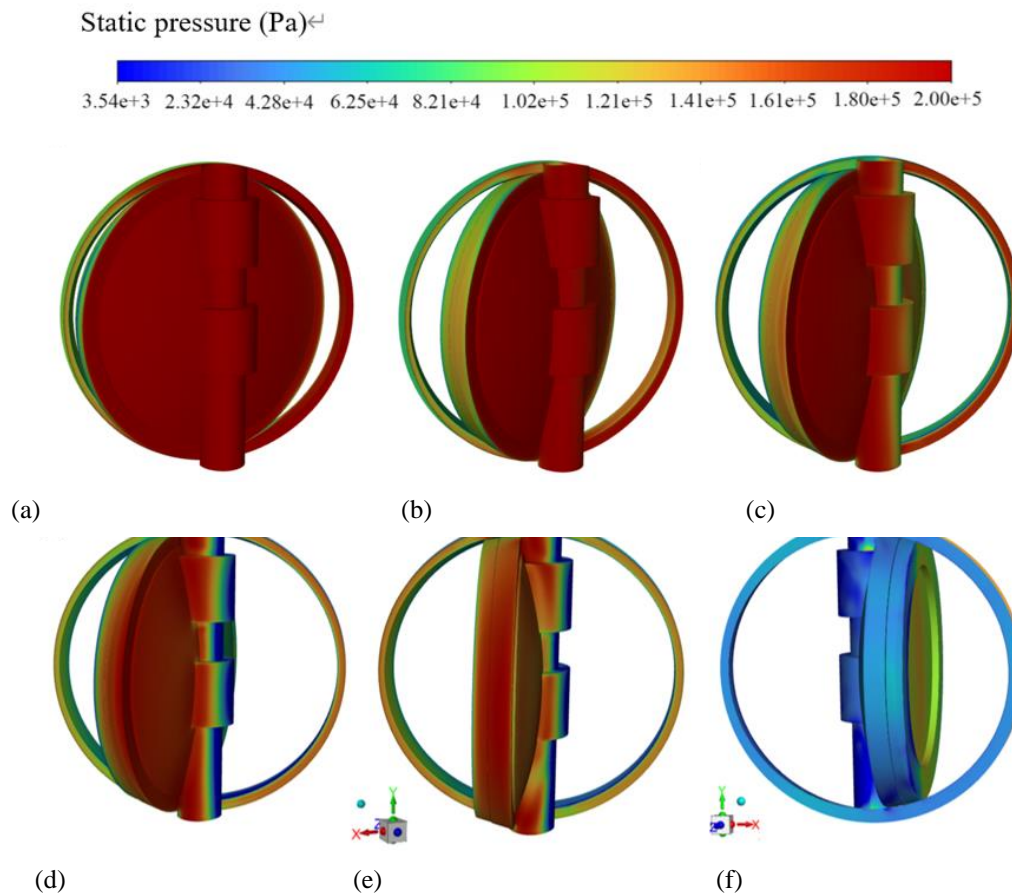 Static pressure (Pa)↵
3.54e+3 2.32e+4 4.28e+4 6.25e+4 8.21e+4 1.02e+5 1.21e+5 1.41e+5 1.61e+5 1.80e+5 2.00e+5
(a) (b) (c)
Y Y
X Z Z X
(d) (e) (f)